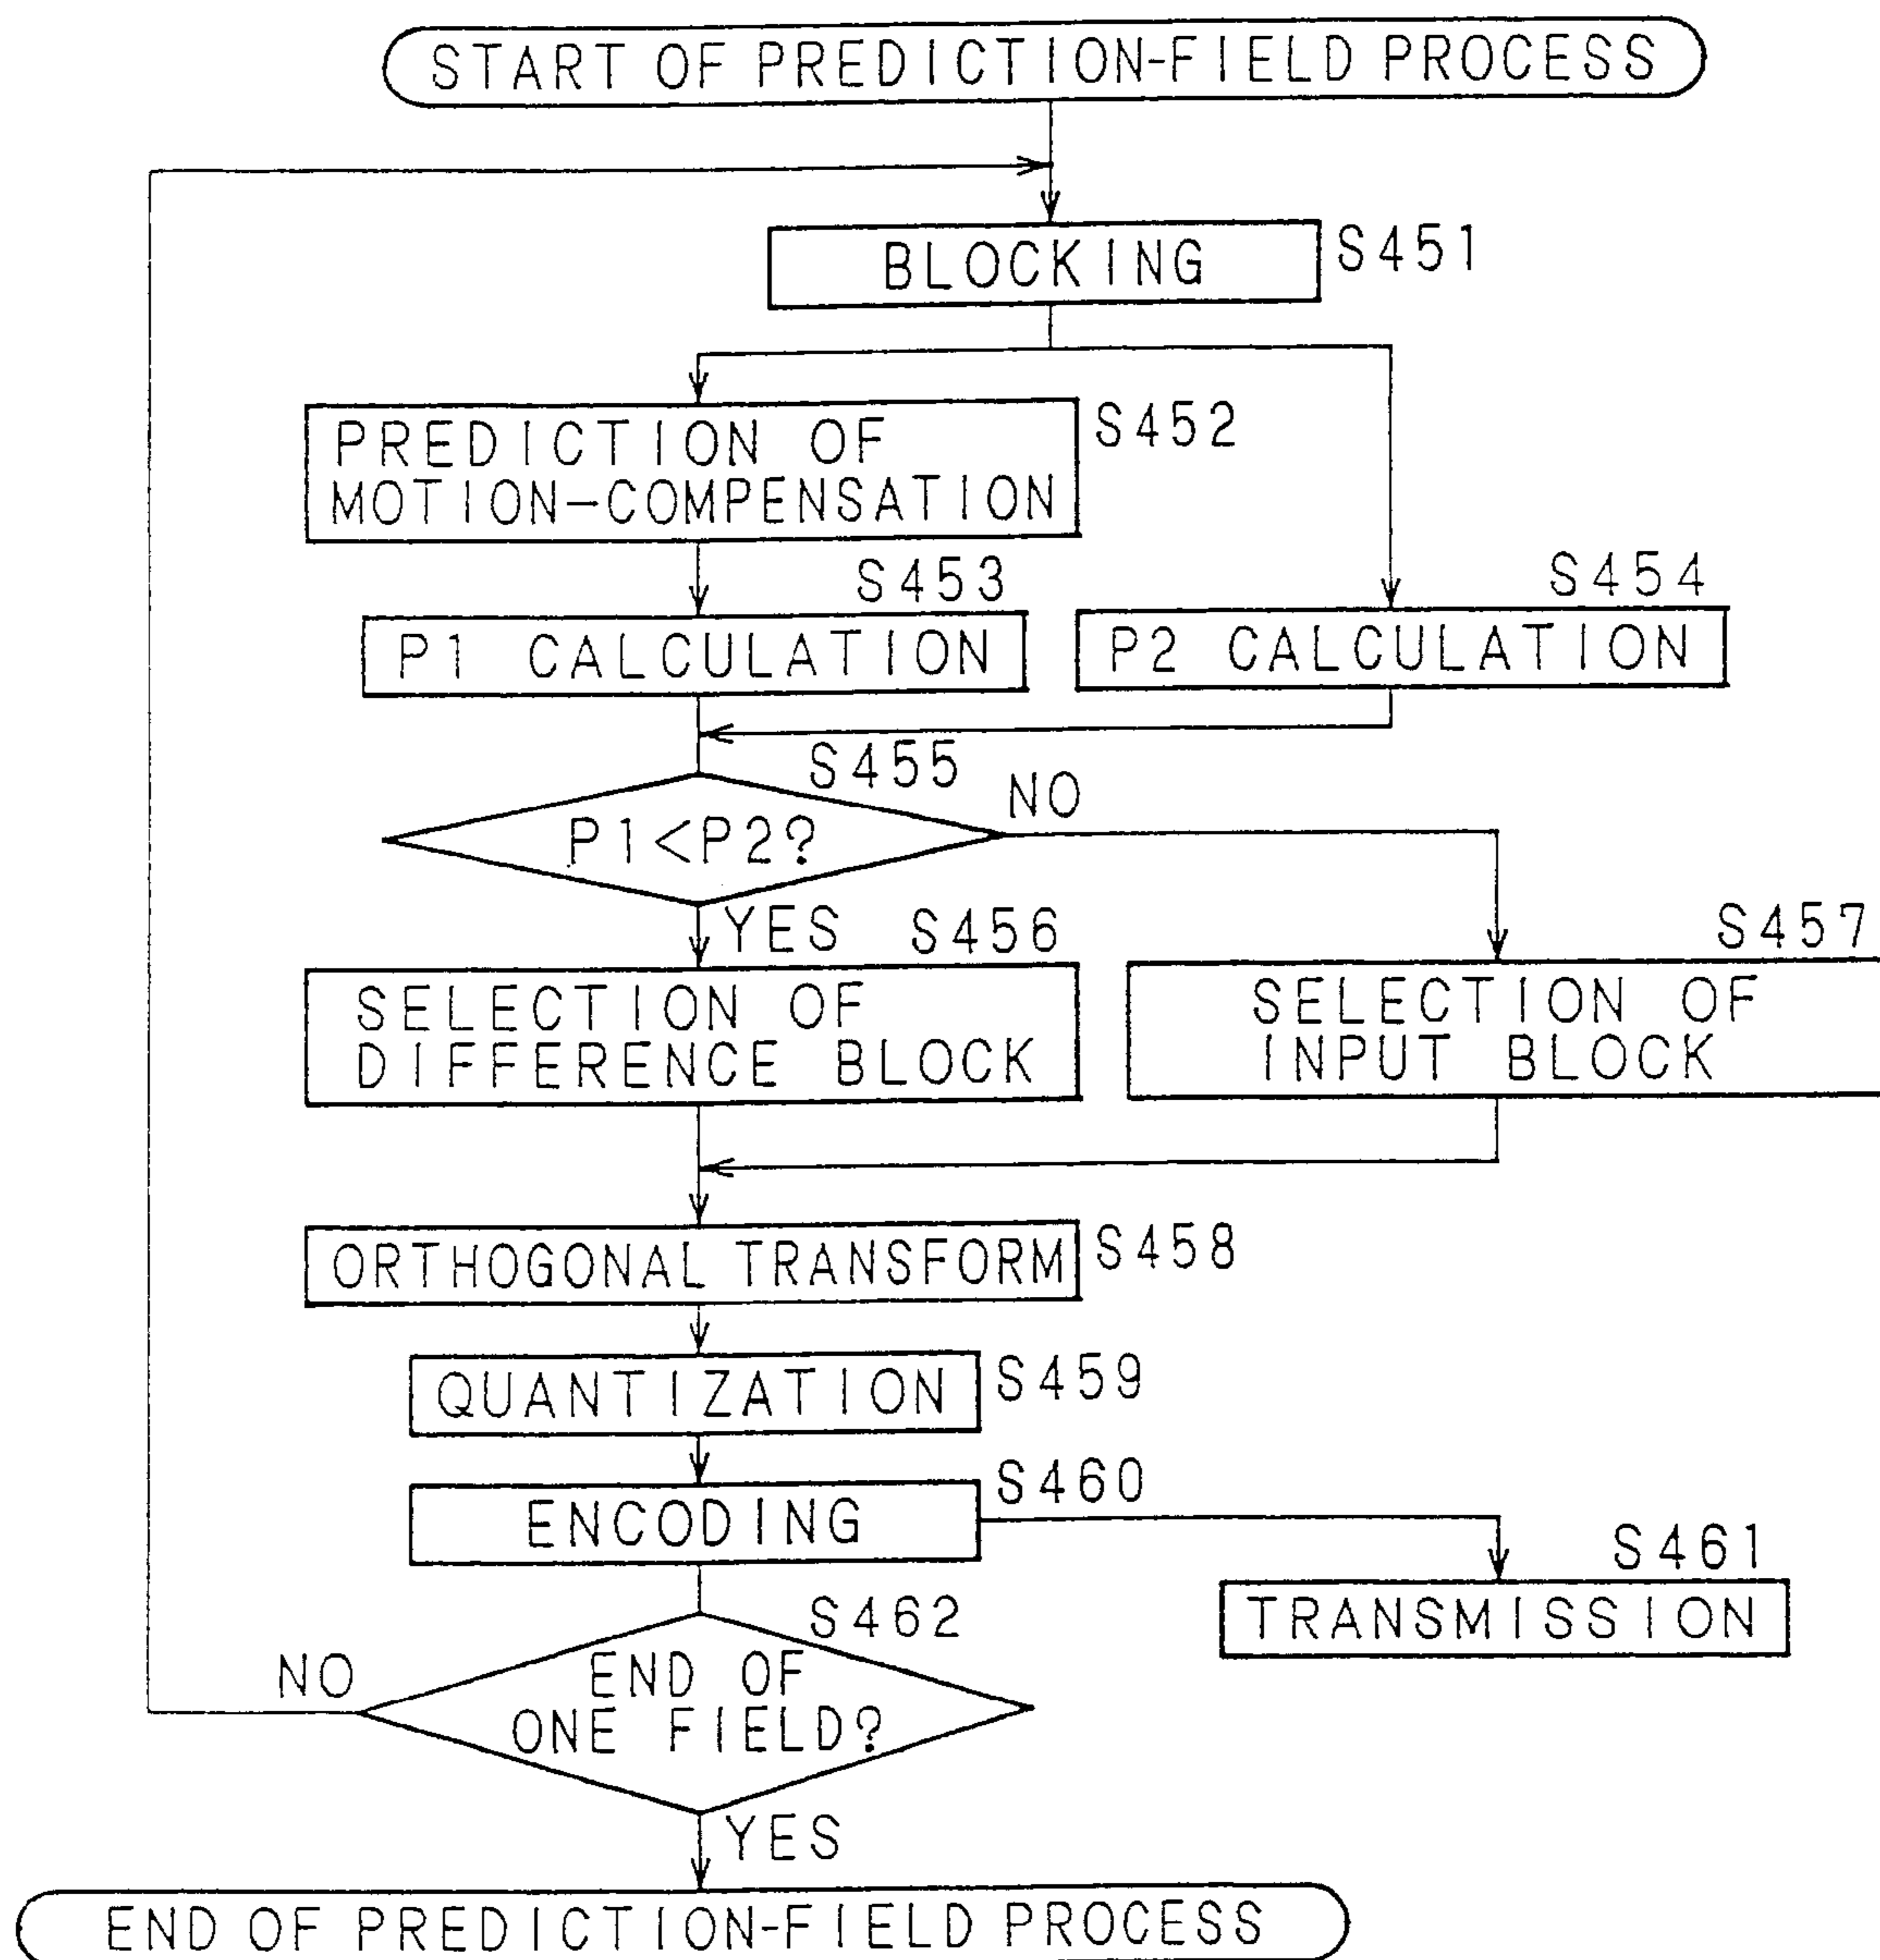 START OF PREDICTION-FIELD PROCESS
BLOCKING
S451
PREDICTION OF
MOTION-COMPENSATION
S452
S453
P1 CALCULATION
S454
P2 CALCULATION
S455
P1<P2?
NO
YES
S456
SELECTION OF
DIFFERENCE BLOCK
S457
SELECTION OF
INPUT BLOCK
ORTHOGONAL TRANSFORM
S458
QUANTIZATION
S459
ENCODING
S460
S461
TRANSMISSION
S462
END OF
ONE FIELD?
NO
YES
END OF PREDICTION-FIELD PROCESS